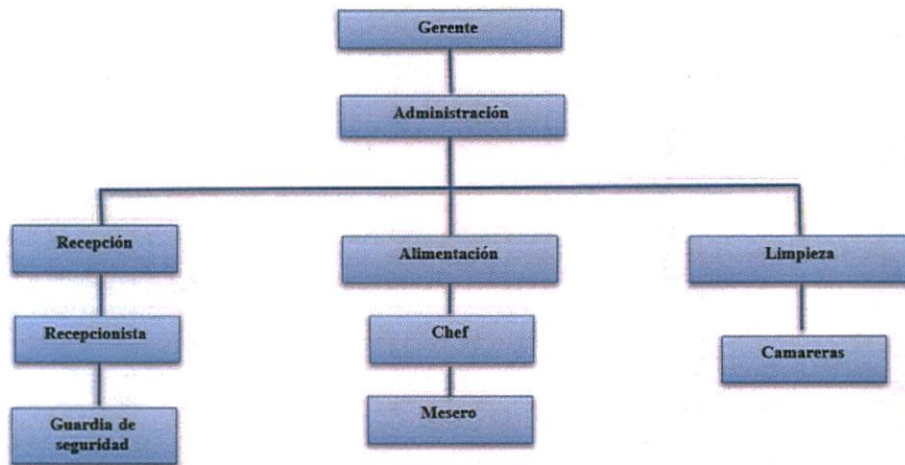 Gerente
Administración
Recepción
Alimentación
Limpieza
Recepcionista
Chef
Camareras
Guardia de
seguridad
Mesero